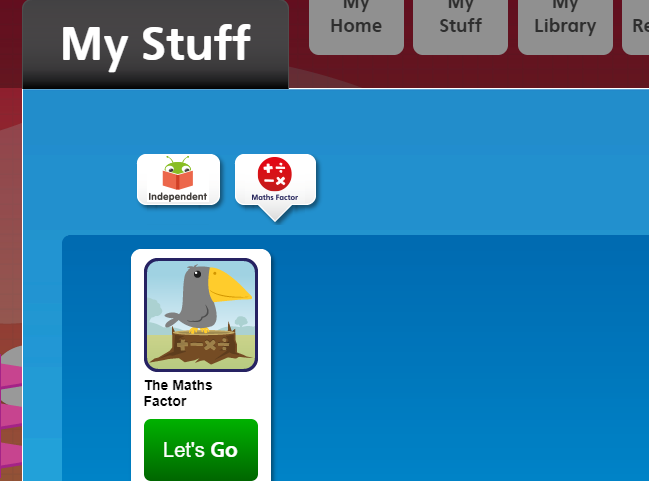 My Stuff
My
Home
My
Stuff
My
Library
Independent
Maths Factor
The Maths
Factor
Let's Go